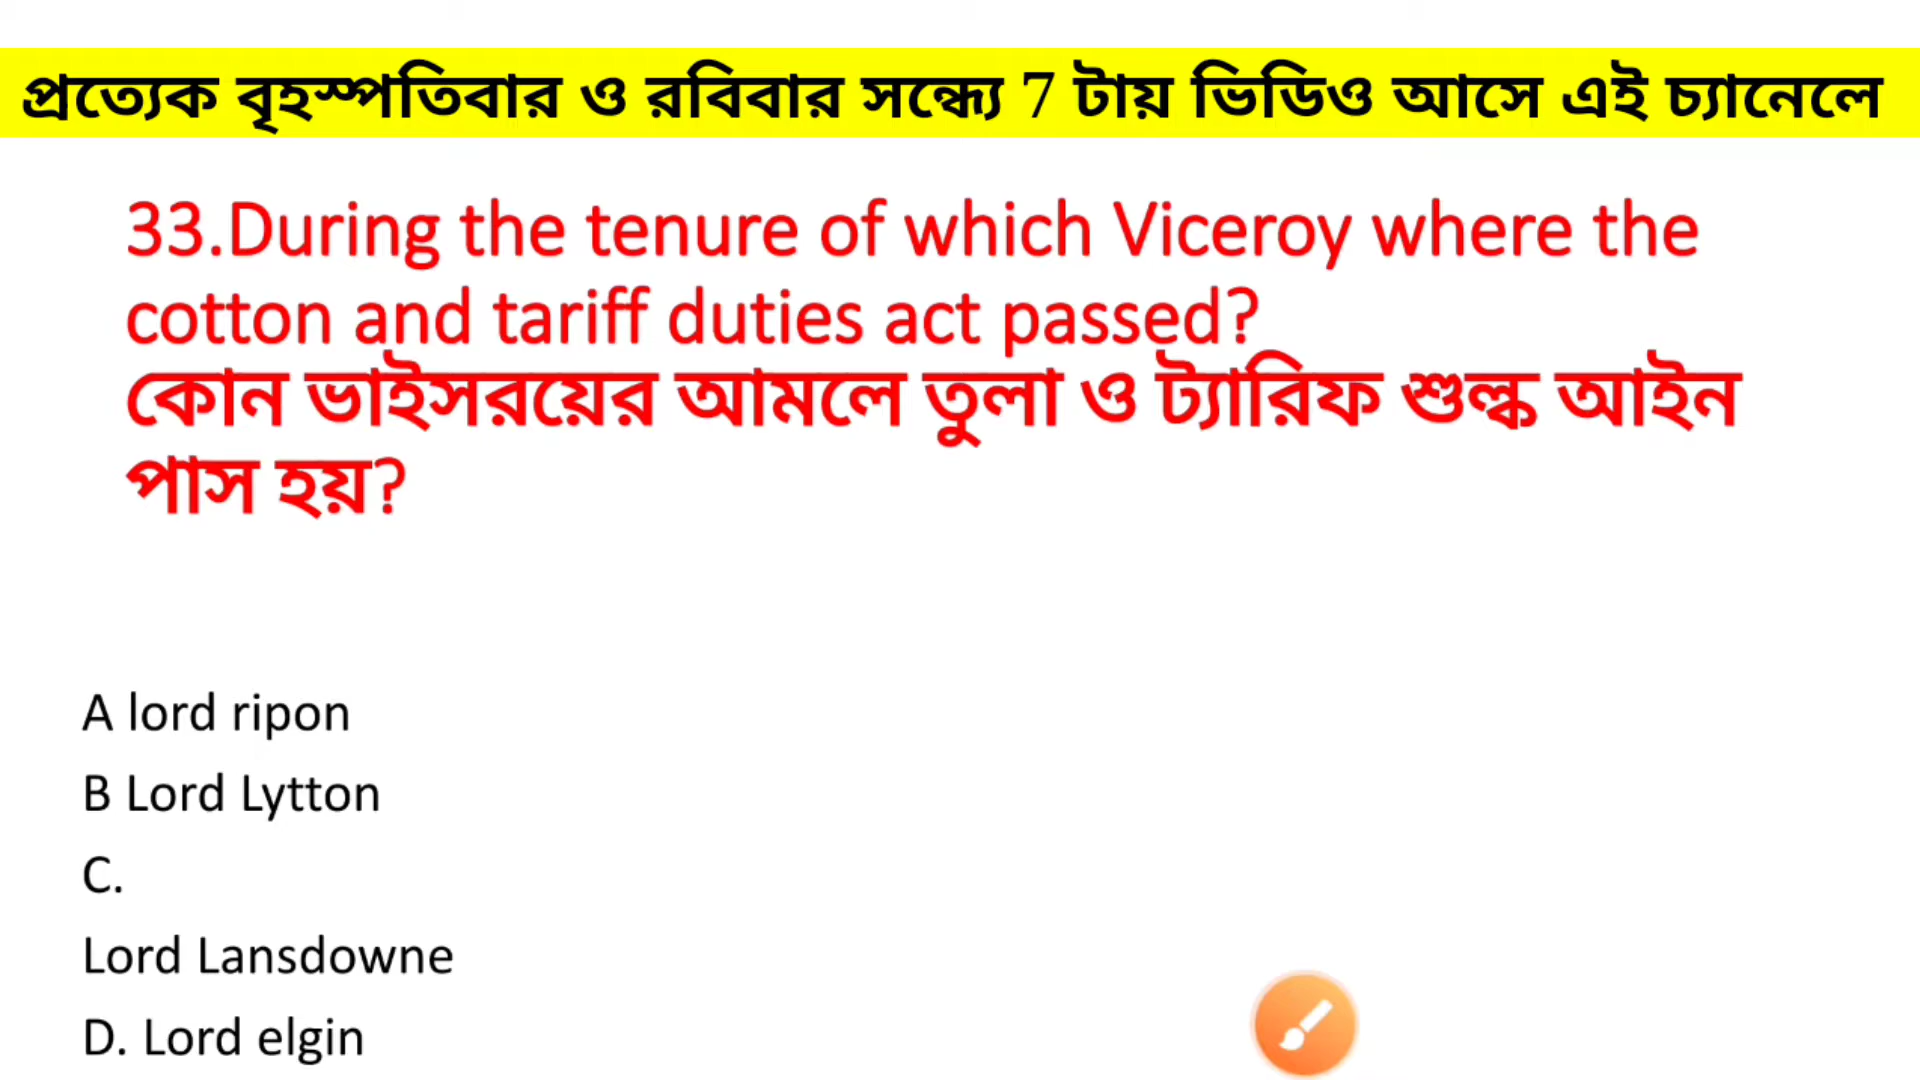 প্রত্যেক বৃহস্পতিবার ও রবিবার সন্ধ্যে 7 টায় ভিডিও আসে এই চ্যানেলে
33.During the tenure of which Viceroy where the
cotton and tariff duties act passed?
কোন ভাইসরয়ের আমলে তুলা ও ট্যারিফ শুল্ক আইন
পাস হয়?
A lord ripon
B Lord Lytton
C.
Lord Lansdowne
D. Lord elgin